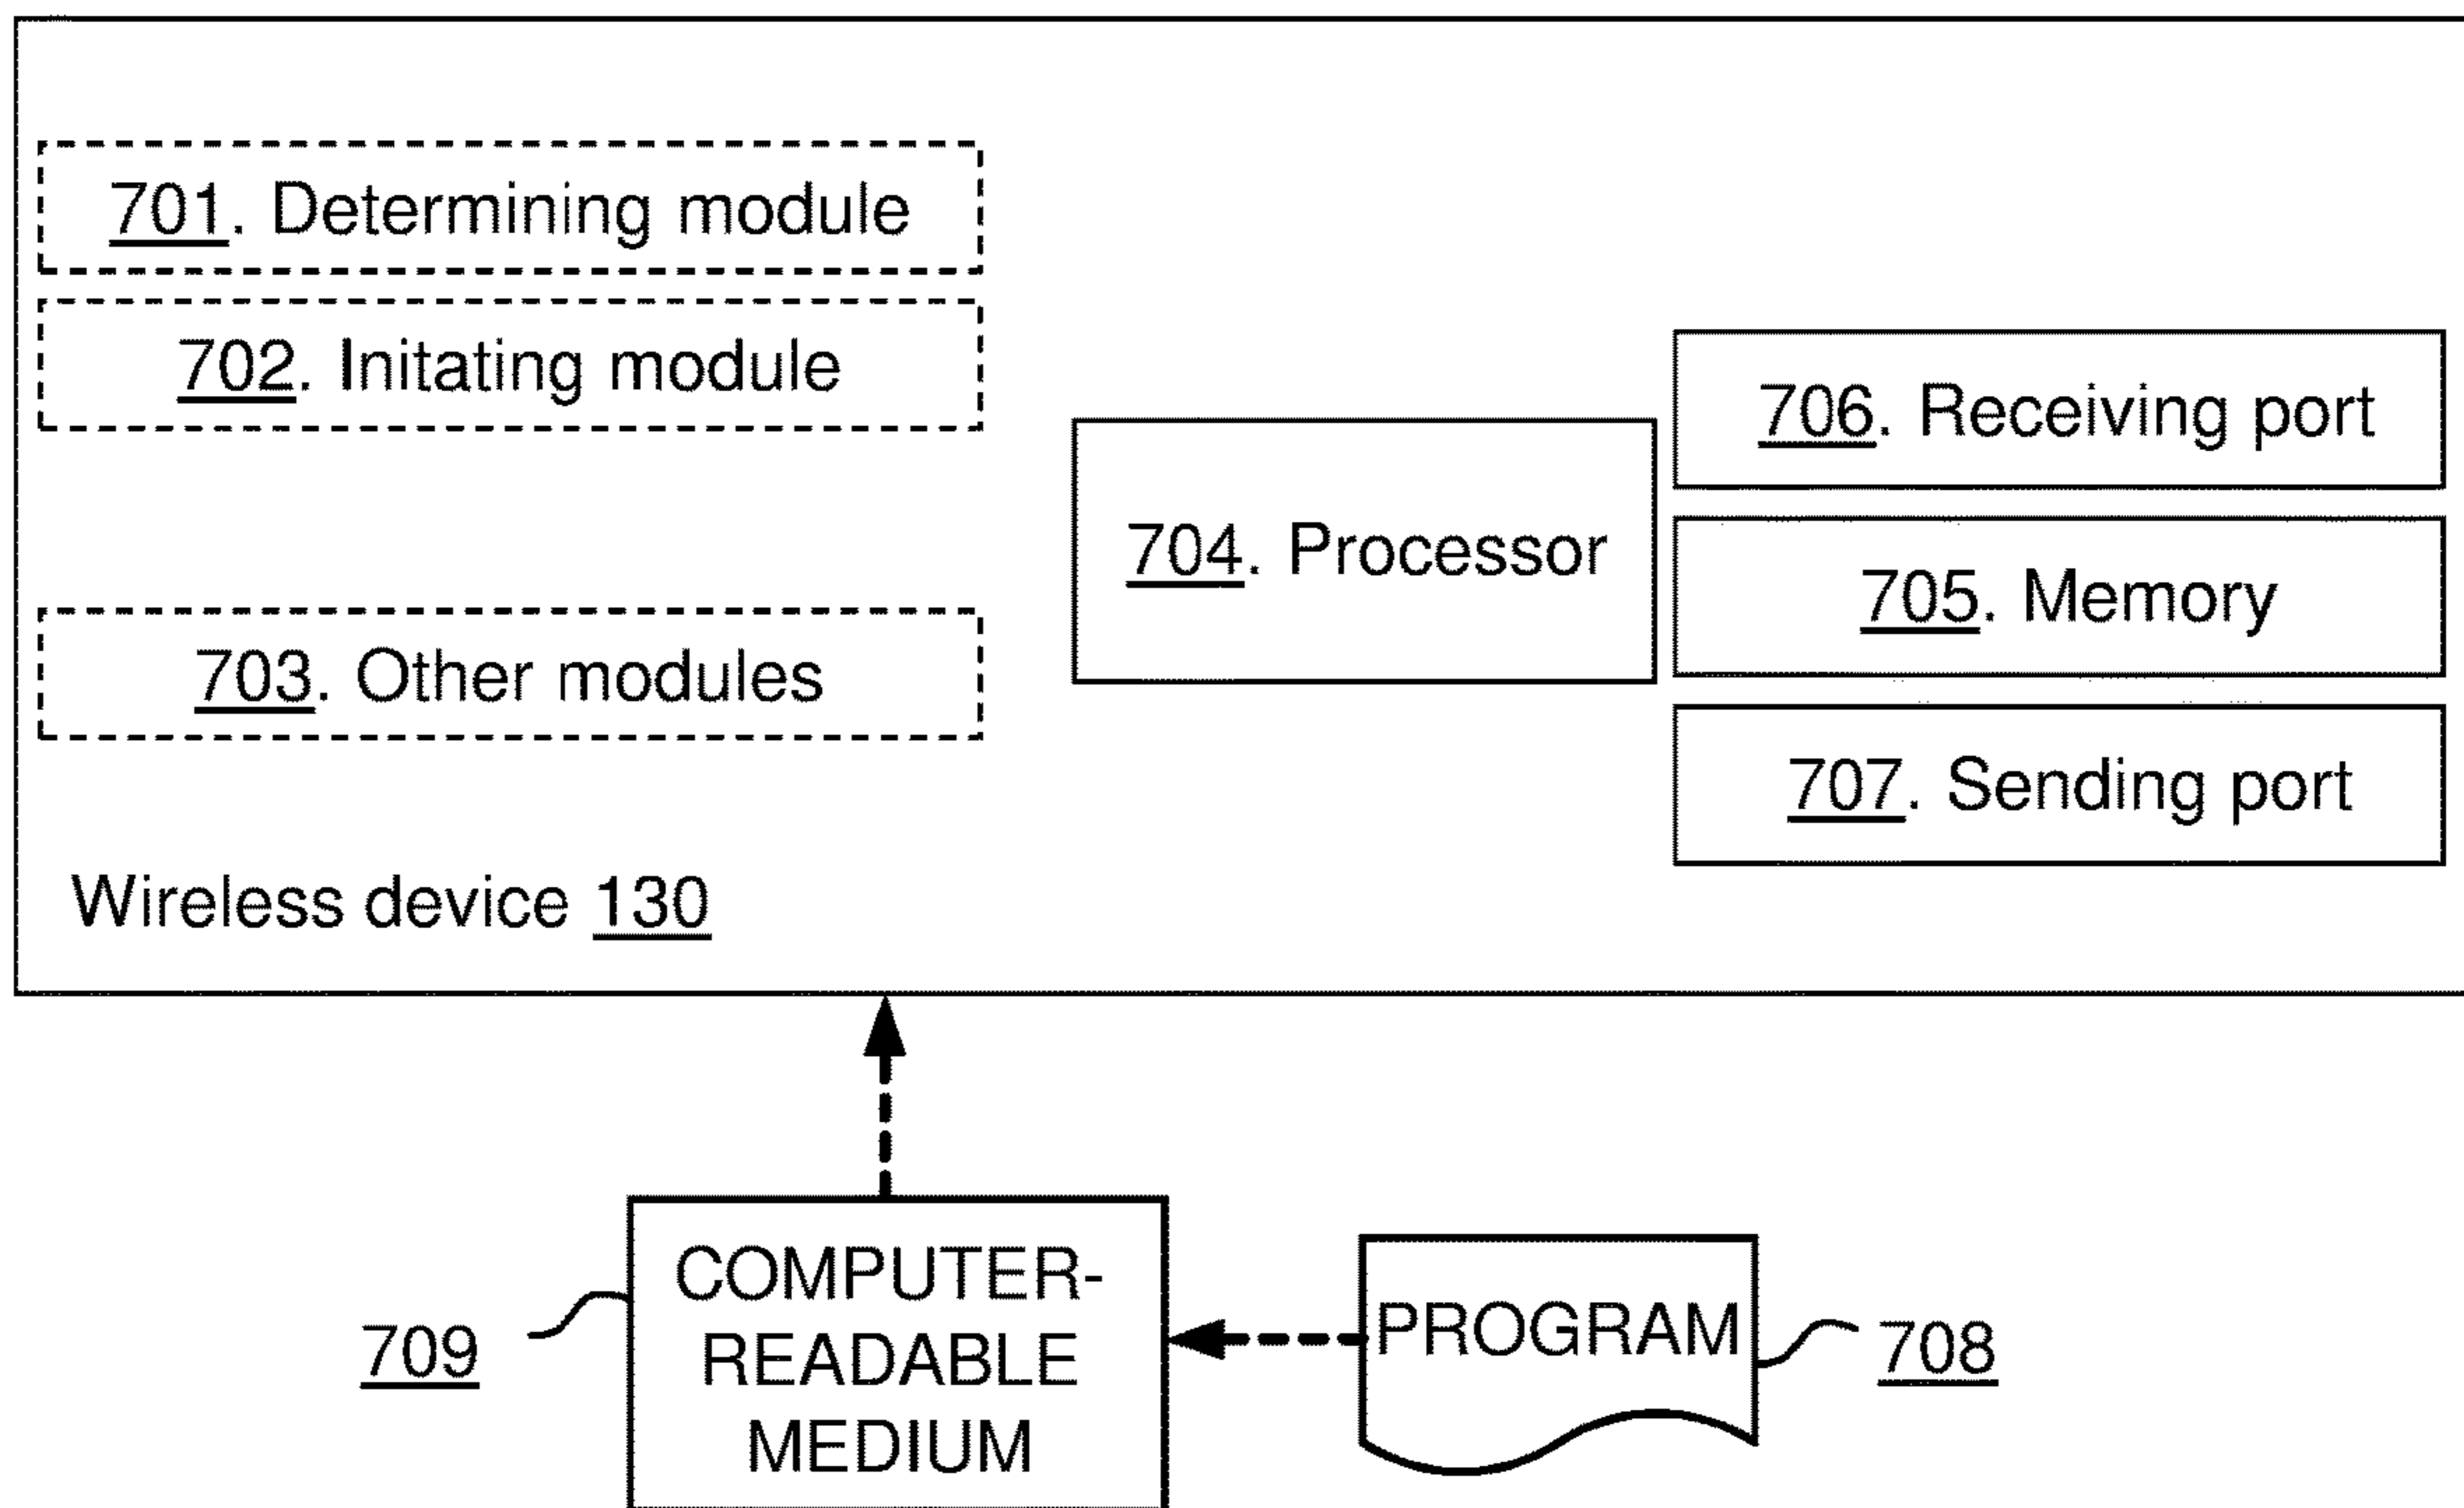 701. Determining module
702. Initating module
706. Receiving port
704. Processor
705. Memory
703. Other modules
707. Sending port
Wireless device 130
COMPUTER-
READABLE
MEDIUM
709
PROGRAM
708